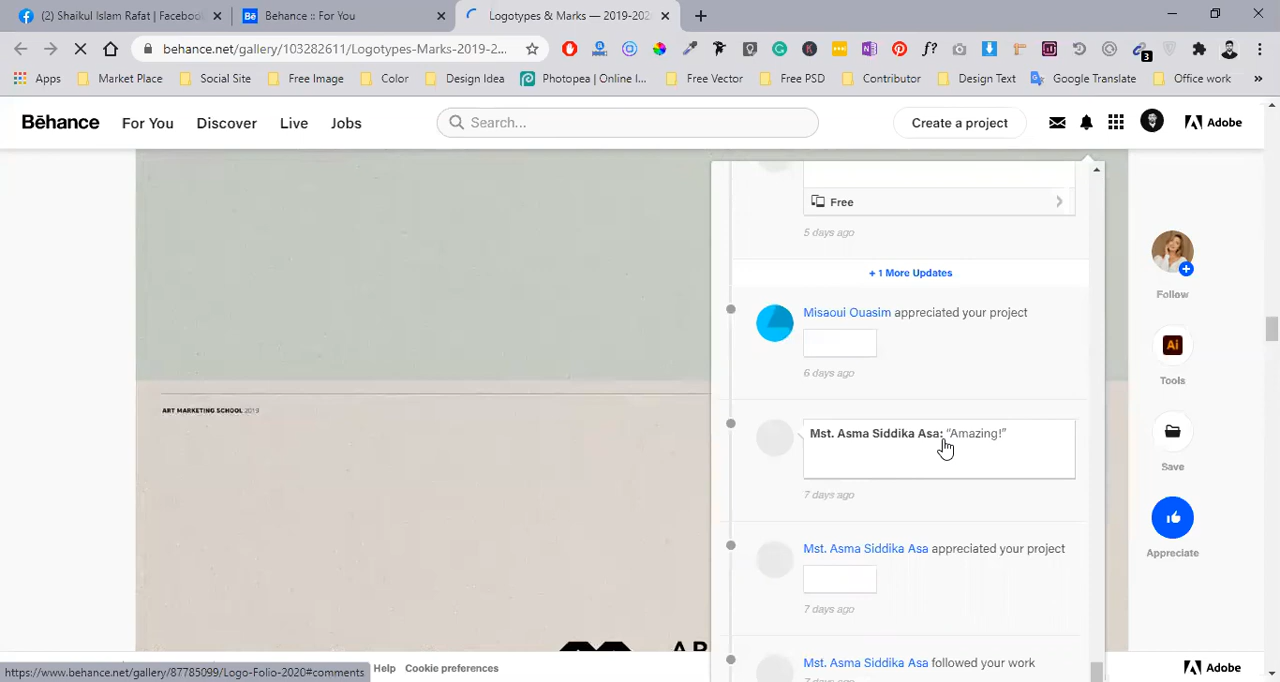 (2) Shaikul Islam Rafat | Facebook
Behance :: For You
Logotypes & Marks — 2019-202
behance.net/gallery/103282611/Logotypes-Marks-2019-2...
Apps
Market Place
Social Site
Free Image
Color
Design Idea
Photopea | Online I...
Free Vector
Free PSD
Contributor
Design Text
Google Translate
Office work
»
Bēhance
For You
Discover
Live
Jobs
Search...
Create a project
Adobe
Free
5 days ago
+ 1 More Updates
Misaoui Ouasim appreciated your project
6 days ago
Mst. Asma Siddika Asa: “Amazing!”
7 days ago
Mst. Asma Siddika Asa appreciated your project
7 days ago
Mst. Asma Siddika Asa followed your work
7 days ago
ART MARKETING SCHOOL 2019
Follow
Ai
Tools
Save
Appreciate
https://www.behance.net/gallery/87785099/Logo-Folio-2020#comments
Help
Cookie preferences
Adobe